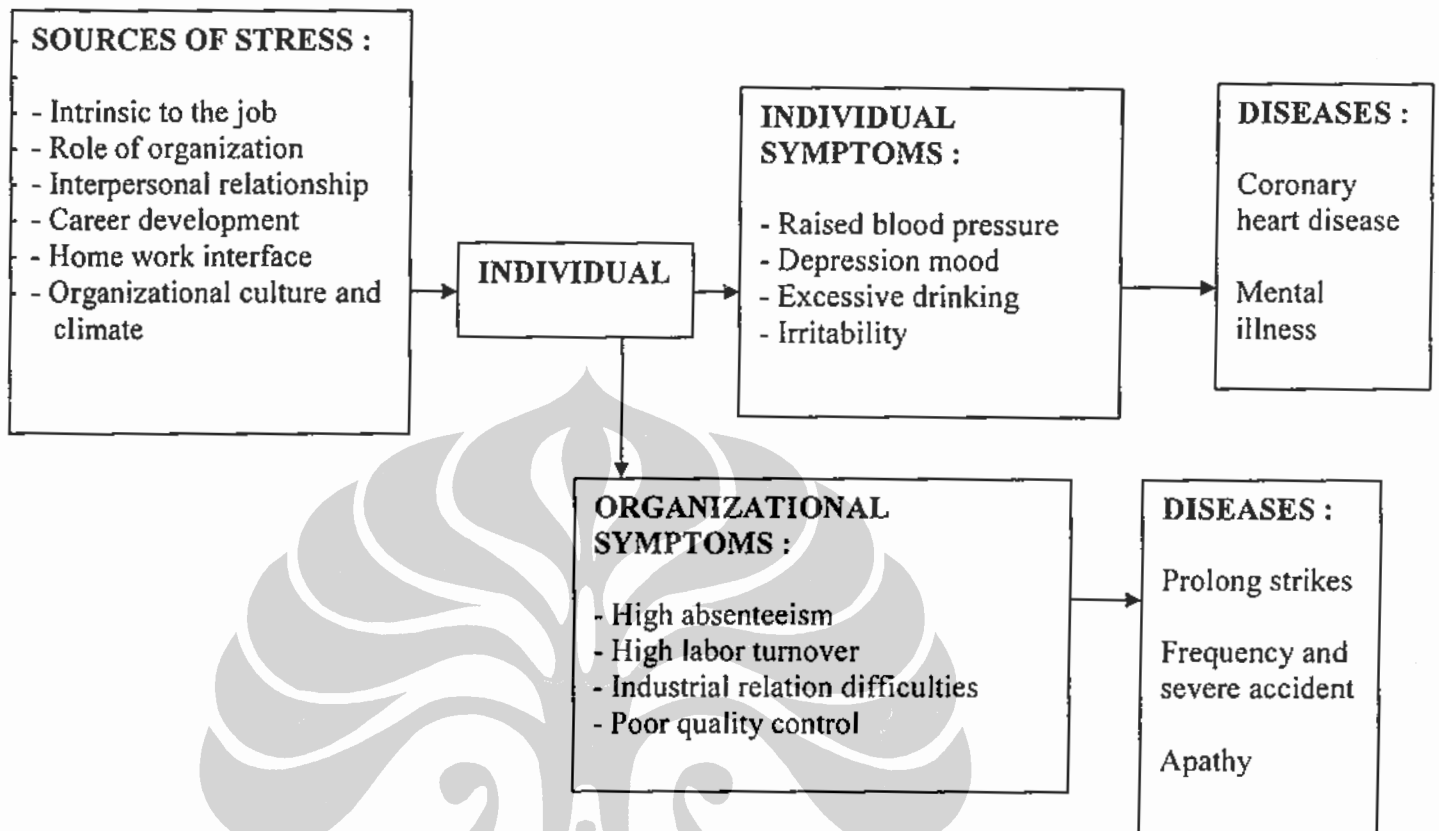 SOURCES OF STRESS :
- Intrinsic to the job
- Role of organization
- Interpersonal relationship
- Career development
- Home work interface
- Organizational culture and
climate
INDIVIDUAL
INDIVIDUAL
SYMPTOMS :
- Raised blood pressure
- Depression mood
- Excessive drinking
- Irritability
DISEASES :
Coronary
heart disease
Mental
illness
ORGANIZATIONAL
SYMPTOMS :
- High absenteeism
- High labor turnover
- Industrial relation difficulties
- Poor quality control
DISEASES :
Prolong strikes
Frequency and
severe accident
Apathy